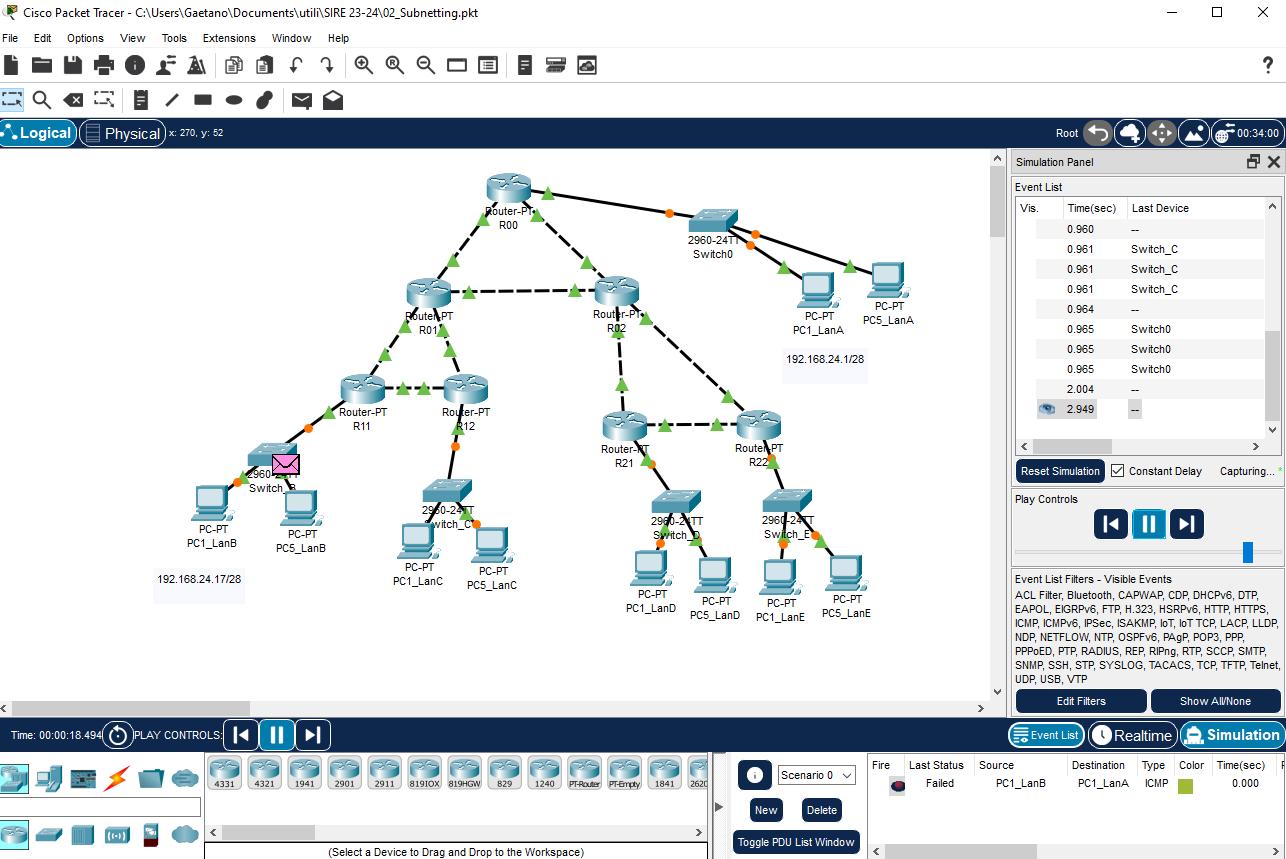 Cisco Packet Tracer - C:\Users\Gaetano\Documents\utili\SIRE 23-24\02_Subnetting.pkt
File Edit Options View Tools Extensions Window Help
Logical Physical x: 270, y: 52 Root 00:34:00
Simulation Panel
Event List
Vis. Time(sec) Last Device
0.960 --
0.961 Switch_C
0.961 Switch_C
0.961 Switch_C
0.964 --
0.965 Switch0
0.965 Switch0
0.965 Switch0
2.004 --
2.949 --
Reset Simulation Constant Delay Capturing... *
Play Controls
Event List Filters - Visible Events
ACL Filter, Bluetooth, CAPWAP, CDP, DHCPv6, DTP,
EAPOL, EIGRPv6, FTP, H.323, HSRPv6, HTTP, HTTPS,
ICMP, ICMPv6, IPSec, ISAKMP, IoT, IoT TCP, LACP, LLDP,
NDP, NETFLOW, NTP, OSPFv6, PAgP, POP3, PPP,
PPPoED, PTP, RADIUS, REP, RIPng, RTP, SCCP, SMTP,
SNMP, SSH, STP, SYSLOG, TACACS, TCP, TFTP, Telnet,
UDP, USB, VTP
Edit Filters Show All/None
Router-PT
R00
2960-24TT
Switch0
PC-PT
PC1_LanA
PC-PT
PC5_LanA
192.168.24.1/28
Router-PT
R01
Router-PT
R02
Router-PT
R11
Router-PT
R12
Router-PT
R21
Router-PT
R22
2960-24TT
Switch_B
PC-PT
PC1_LanB
PC-PT
PC5_LanB
192.168.24.17/28
2960-24TT
Switch_C
PC-PT
PC1_LanC
PC-PT
PC5_LanC
2960-24TT
Switch_D
PC-PT
PC1_LanD
PC-PT
PC5_LanD
2960-24TT
Switch_E
PC-PT
PC1_LanE
PC-PT
PC5_LanE
Time: 00:00:18.494 PLAY CONTROLS: Event List Realtime Simulation
4331 4321 1941 2901 2911 819IOX 819HGW 829 1240 PT-Router PT-Empty 1841 2620
(Select a Device to Drag and Drop to the Workspace)
Scenario 0
New Delete
Toggle PDU List Window
Fire Last Status Source Destination Type Color Time(sec) F
Failed PC1_LanB PC1_LanA ICMP 0.000